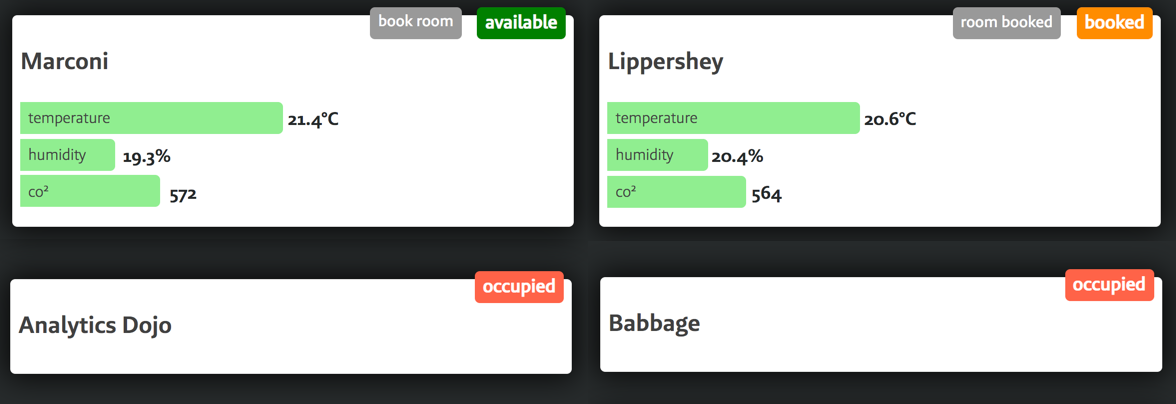 book room
available
Marconi
temperature
21.4°C
humidity
19.3%
co²
572
room booked
booked
Lippershey
temperature
20.6°C
humidity
20.4%
co²
564
occupied
Analytics Dojo
occupied
Babbage